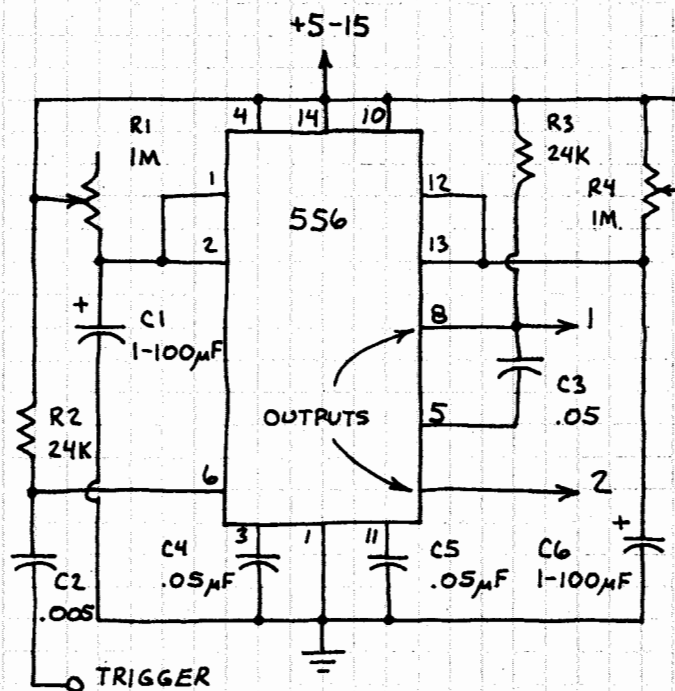 +5-15
4
14
10
R1
1M
R3
24K
R4
1M.
1
12
556
2
13
+
C1
1-100µF
8
1
C3
.05
5
OUTPUTS
R2
24K
6
2
+
3
1
11
C4
.05µF
C5
.05µF
C6
1-100µF
C2
.005
TRIGGER